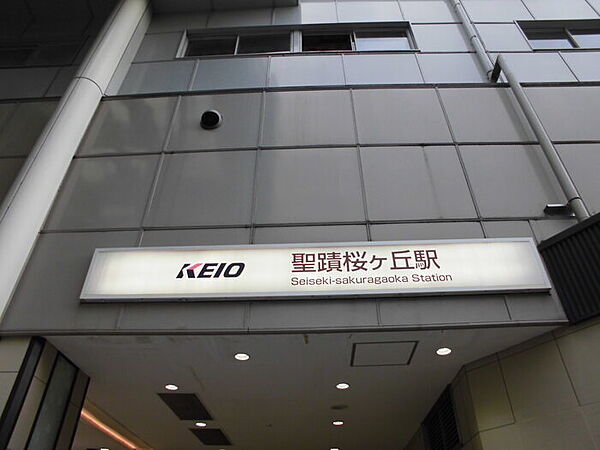 KEIO
聖蹟桜ヶ丘駅
Seiseki-sakuragaoka Station